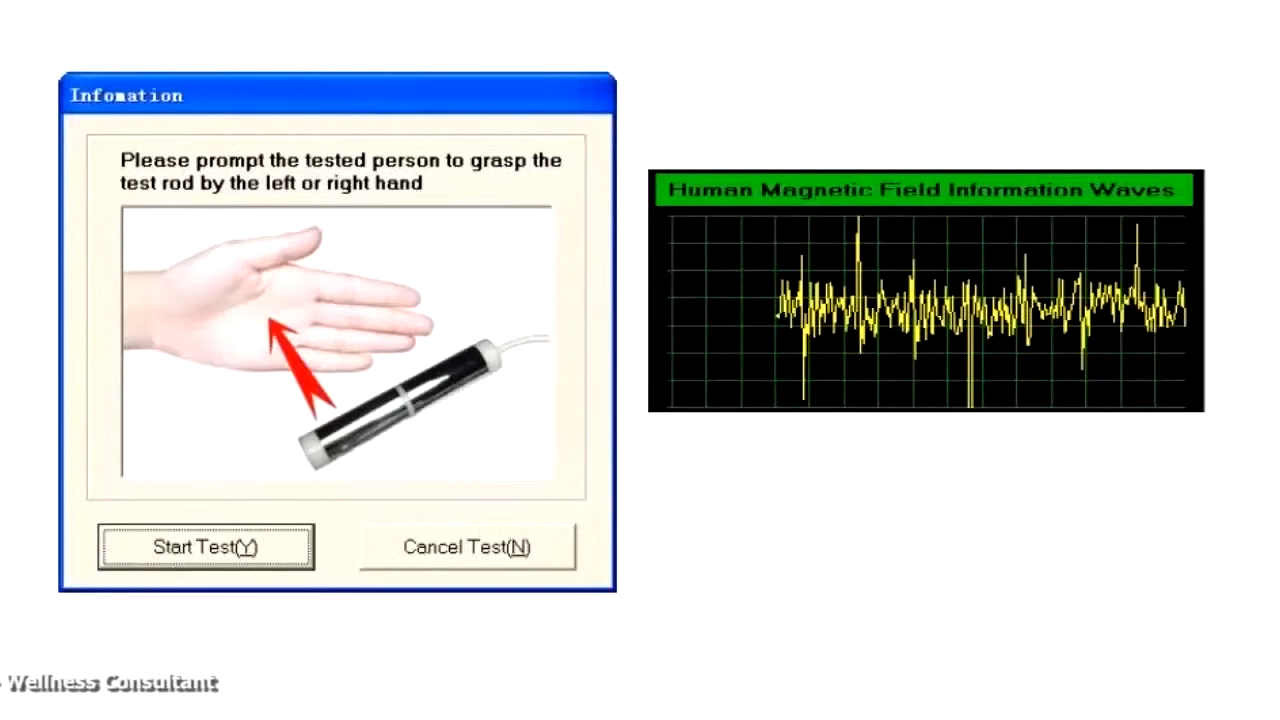 Infomation
Please prompt the tested person to grasp the
test rod by the left or right hand
Start Test(Y)
Cancel Test(N)
Human Magnetic Field Information Waves
Wellness Consultant